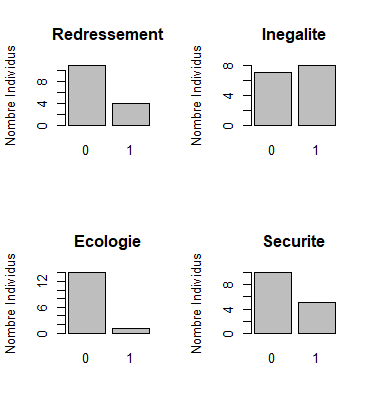 Redressement
Nombre Individus
8
4
0
0 1
Inegalite
Nombre Individus
8
4
0
0 1
Ecologie
Nombre Individus
12
6
0
0 1
Securite
Nombre Individus
8
4
0
0 1